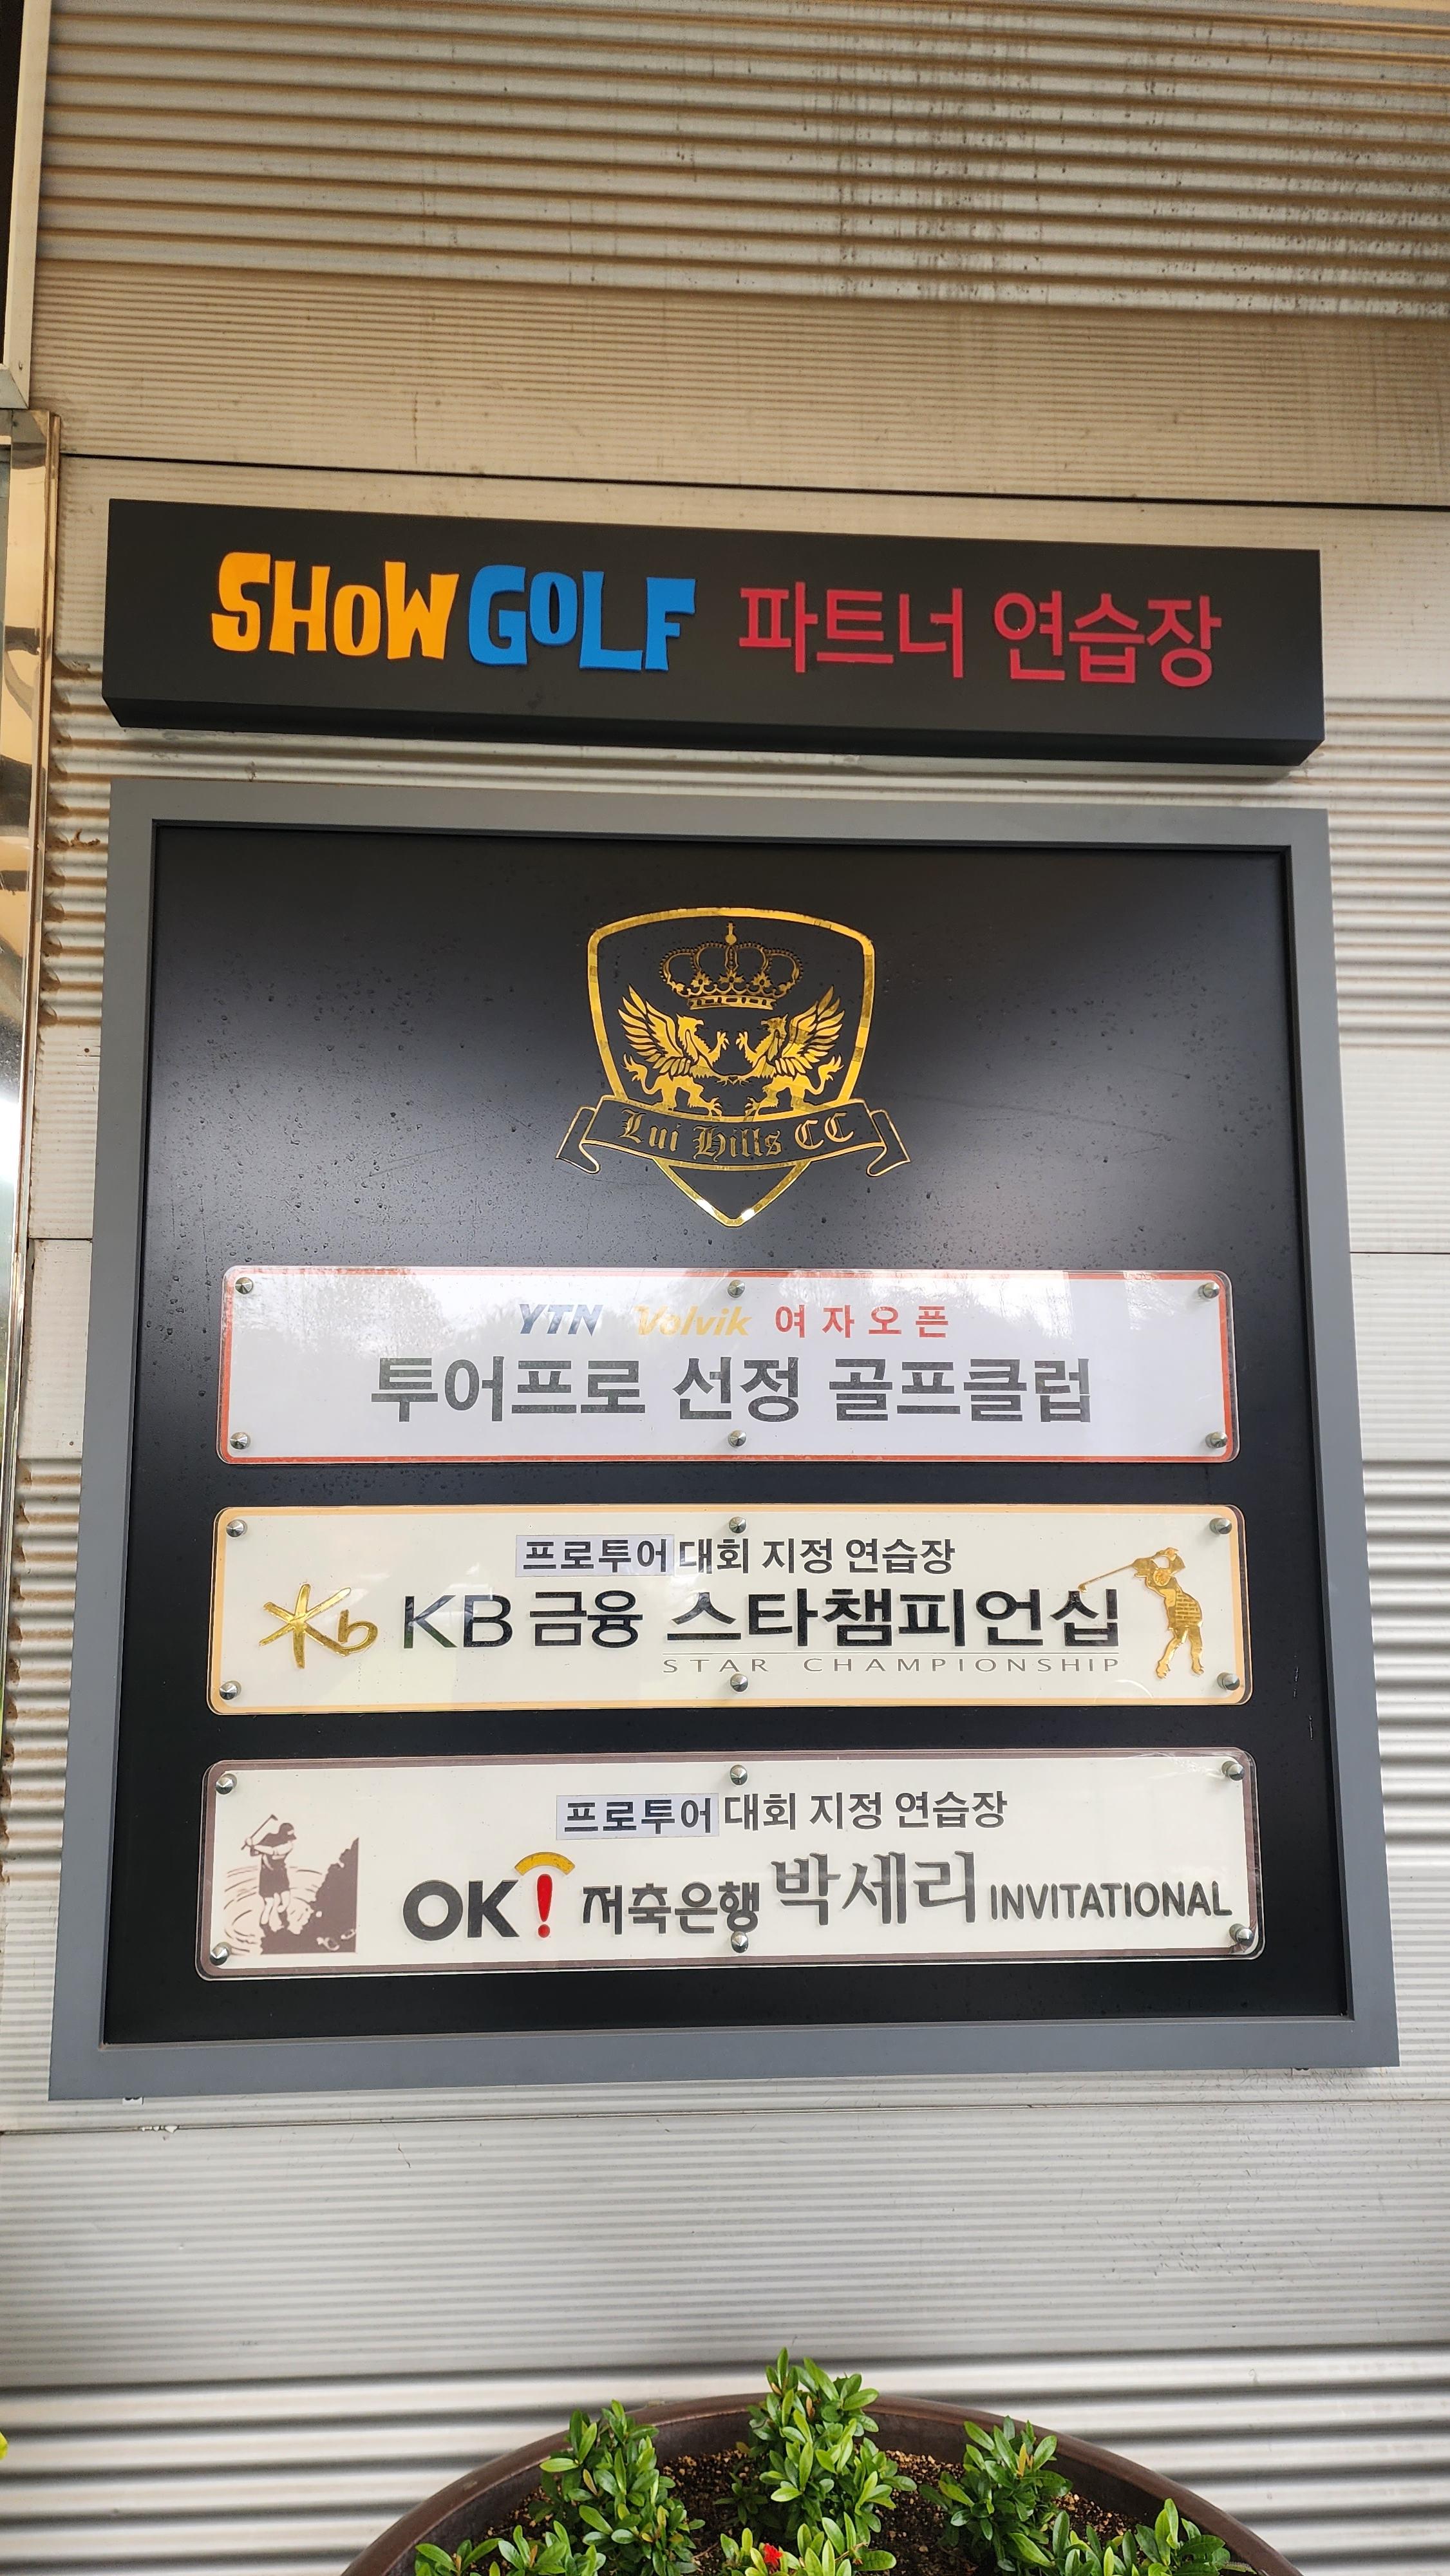 SHOW GOLF 파트너 연습장
Lui Hills CC
YTN Volvik 여자오픈
투어프로 선정 골프클럽
프로투어 대회 지정 연습장
Kb KB 금융 스타챔피언십
STAR CHAMPIONSHIP
프로투어 대회 지정 연습장
OK! 저축은행 박세리 INVITATIONAL